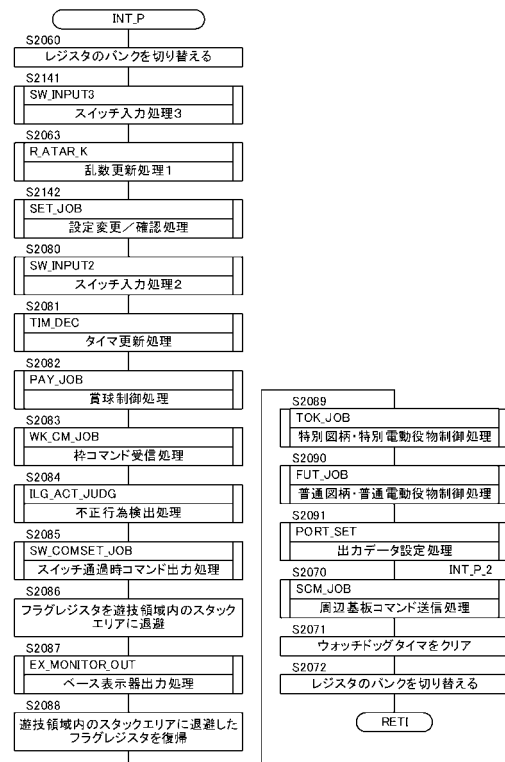 INT_P
S2060
レジスタのバンクを切り替える
S2141
SW_INPUT3
スイッチ入力処理3
S2063
R_ATAR_K
乱数更新処理1
S2142
SET_JOB
設定変更/確認処理
S2080
SW_INPUT2
スイッチ入力処理2
S2081
TIM_DEC
タイマ更新処理
S2082
PAY_JOB
賞球制御処理
S2083
WK_CM_JOB
枠コマンド受信処理
S2084
ILG_ACT_JUDG
不正行為検出処理
S2085
SW_COMSET_JOB
スイッチ通過時コマンド出力処理
S2086
フラグレジスタを遊技領域内のスタック
エリアに退避
S2087
EX_MONITOR_OUT
ベース表示器出力処理
S2088
遊技領域内のスタックエリアに退避した
フラグレジスタを復帰
S2089
TOK_JOB
特別図柄・特別電動役物制御処理
S2090
FUT_JOB
普通図柄・普通電動役物制御処理
S2091
PORT_SET
出力データ設定処理
S2070 INT_P_2
SCM_JOB
周辺基板コマンド送信処理
S2071
ウォッチドッグタイマをクリア
S2072
レジスタのバンクを切り替える
RETI